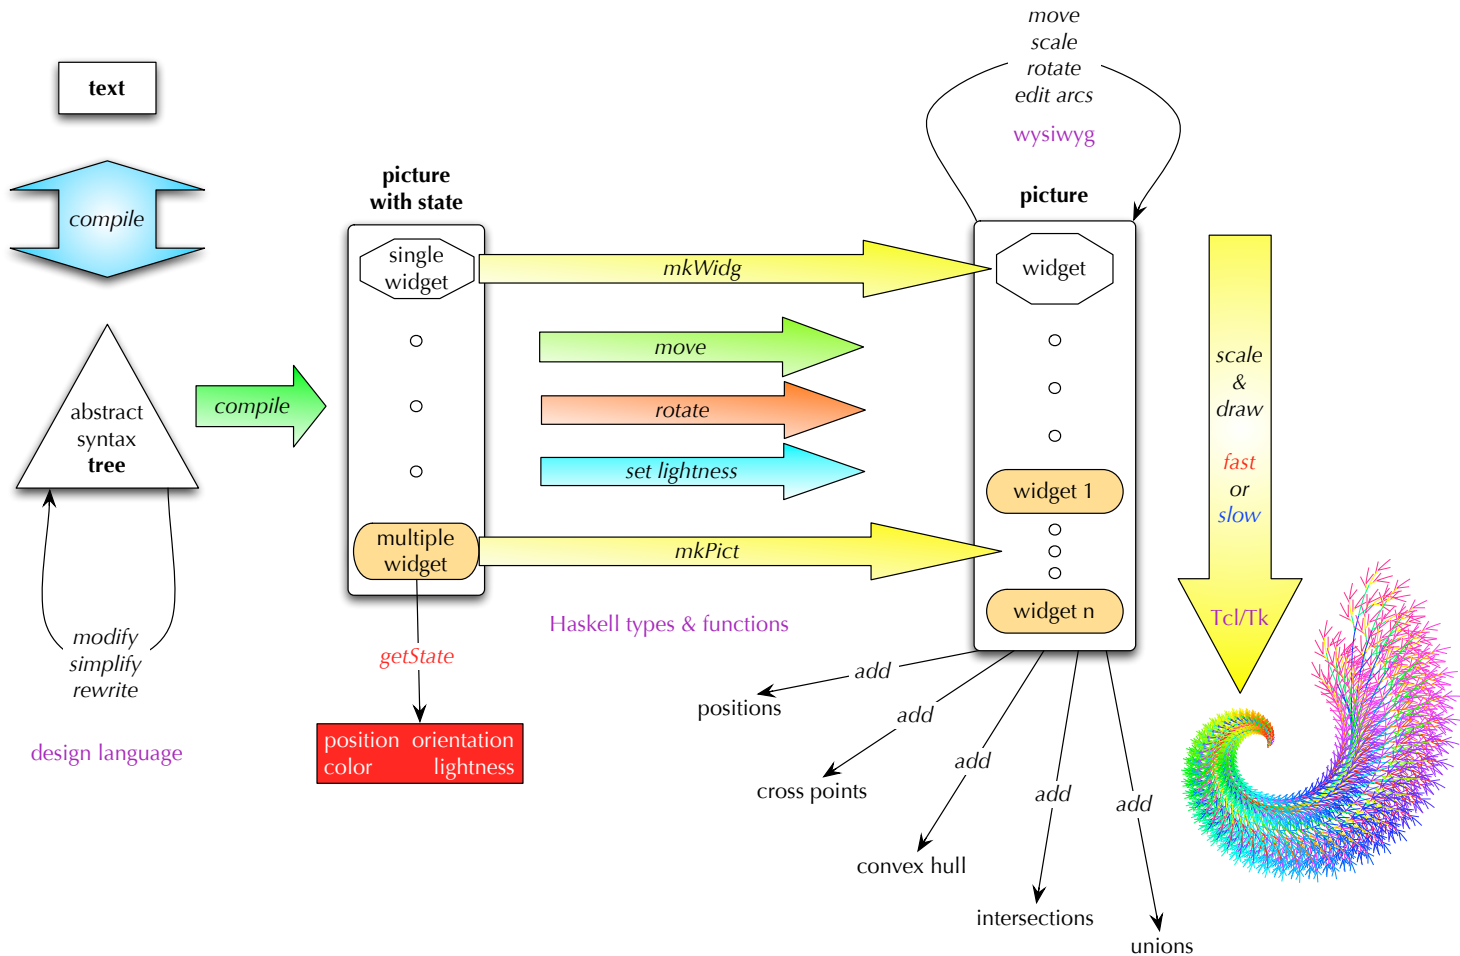 text
compile
abstract
syntax
tree
modify
simplify
rewrite
design language
compile
picture
with state
single
widget
multiple
widget
getState
position orientation
color lightness
mkWidg
move
rotate
set lightness
mkPict
Haskell types & functions
move
scale
rotate
edit arcs
wysiwyg
picture
widget
widget 1
widget n
add
positions
add
cross points
add
convex hull
add
intersections
add
unions
scale
&
draw
fast
or
slow
Tcl/Tk